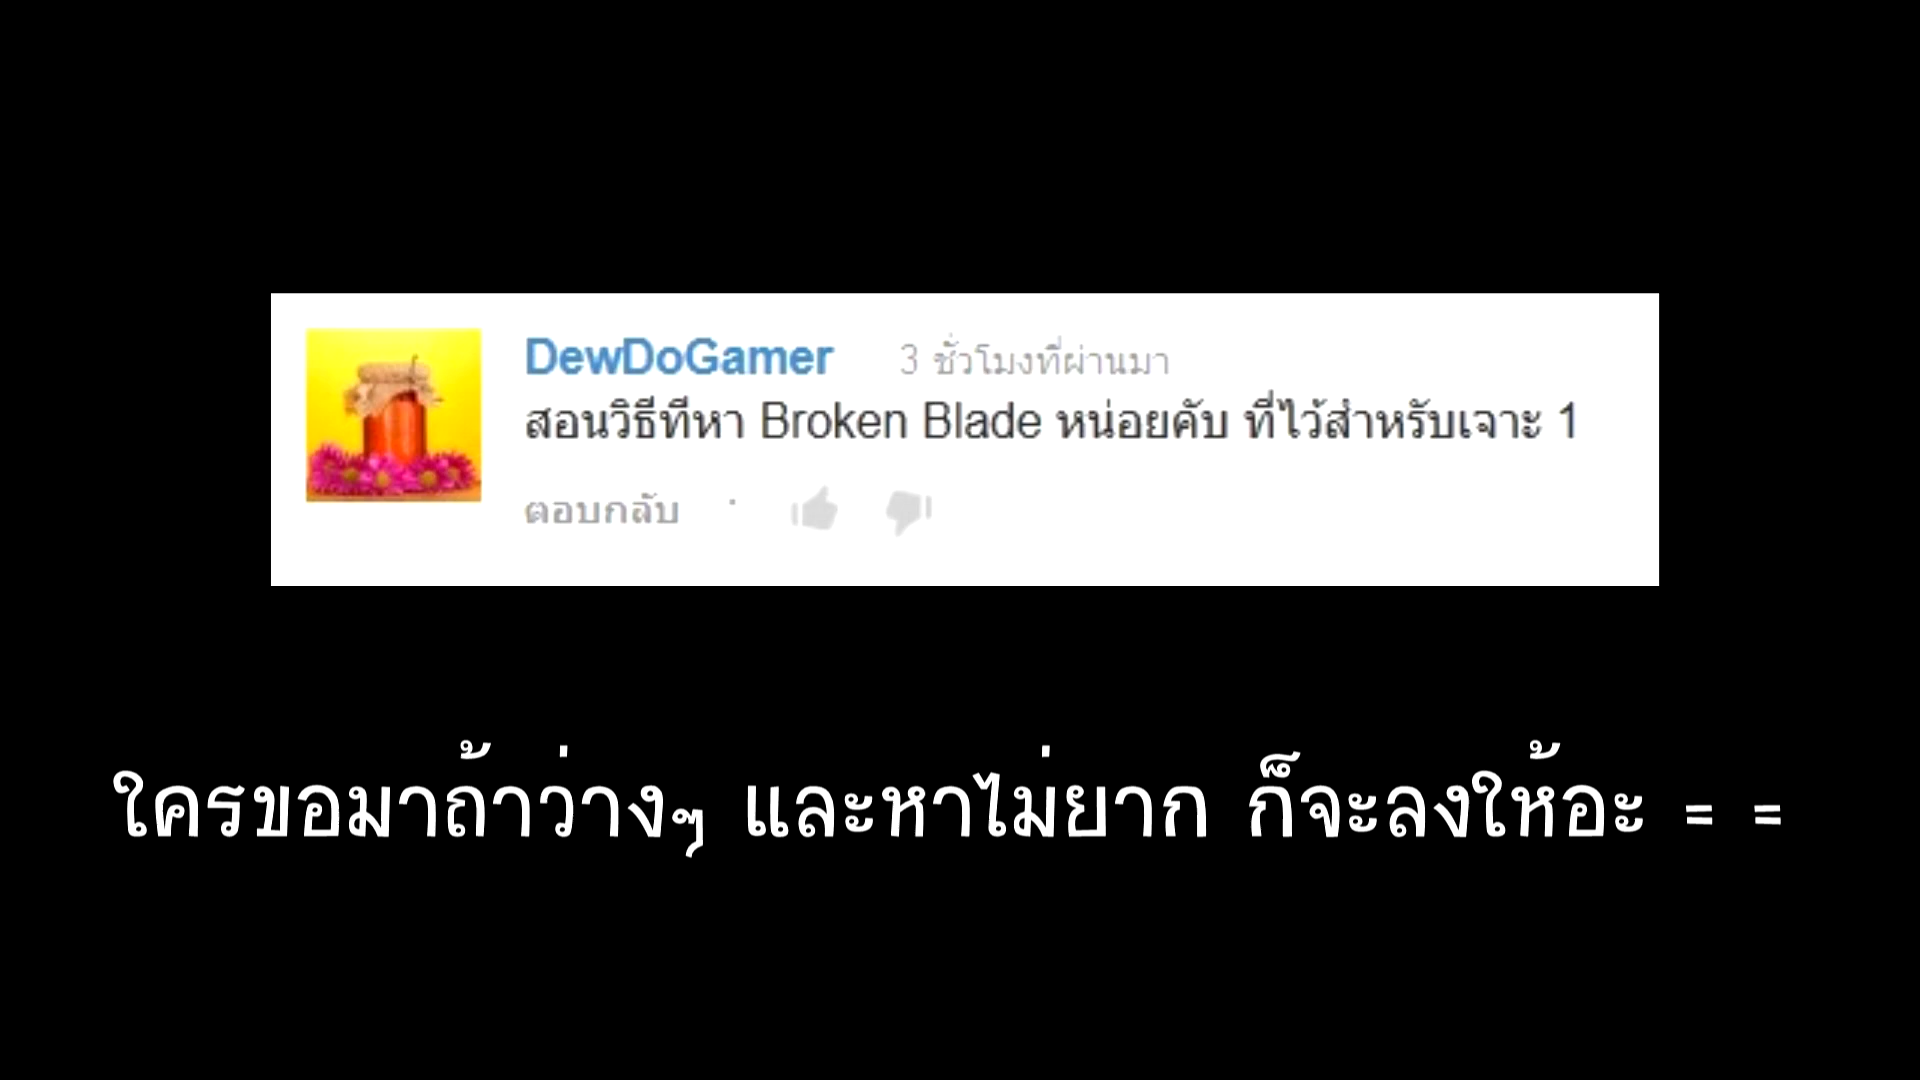 DewDoGamer 3 ชั่วโมงที่ผ่านมา
สอนวิธีทีหา Broken Blade หน่อยคับ ที่ไว้สำหรับเจาะ 1
ตอบกลับ ·
ใครขอมาถ้าว่างๆ และหาไม่ยาก ก็จะลงให้อะ = =